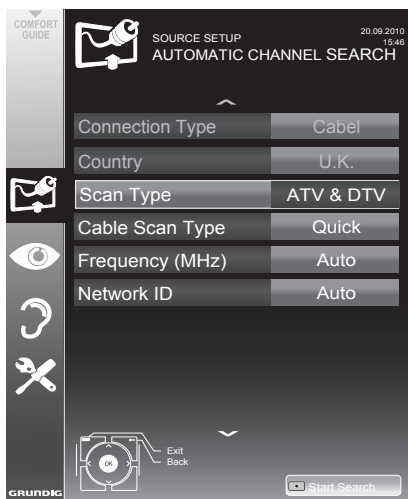 COMFORT
GUIDE
SOURCE SETUP
20.09.2010
15:46
AUTOMATIC CHANNEL SEARCH
Connection Type Cabel
Country U.K.
Scan Type ATV & DTV
Cable Scan Type Quick
Frequency (MHz) Auto
Network ID Auto
Exit
OK Back
Start Search
GRUNDIG